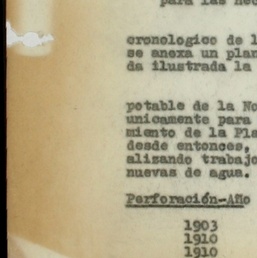 para las nec
cronologico de l
se anexa un plan
da ilustrada la
potable de la No
unicamente para
miento de la Pla
desde entonces,
alizando trabajo
nuevas de agua.
Perforación-Año
1903
1910
1910